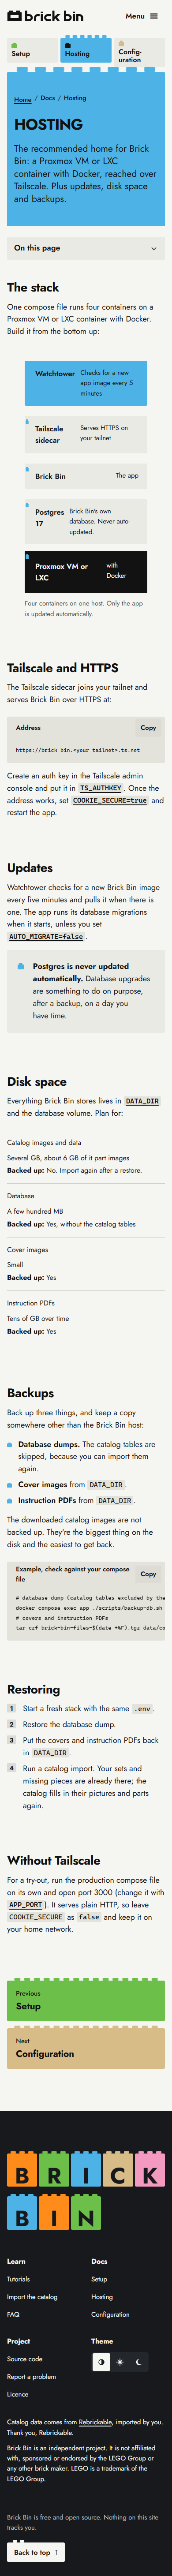 brick bin
Menu
Setup
Hosting
Config-
uration
Home / Docs / Hosting
HOSTING
The recommended home for Brick
Bin: a Proxmox VM or LXC
container with Docker, reached over
Tailscale. Plus updates, disk space
and backups.
On this page
The stack
One compose file runs four containers on a
Proxmox VM or LXC container with Docker.
Build it from the bottom up:
Watchtower
Checks for a new
app image every 5
minutes
Tailscale
sidecar
Serves HTTPS on
your tailnet
Brick Bin
The app
Postgres
17
Brick Bin's own
database. Never auto-
updated.
Proxmox VM or
LXC
with
Docker
Four containers on one host. Only the app
is updated automatically.
Tailscale and HTTPS
The Tailscale sidecar joins your tailnet and
serves Brick Bin over HTTPS at:
Address
Copy
https://brick-bin.<your-tailnet>.ts.net
Create an auth key in the Tailscale admin
console and put it in TS_AUTHKEY. Once the
address works, set COOKIE_SECURE=true and
restart the app.
Updates
Watchtower checks for a new Brick Bin image
every five minutes and pulls it when there is
one. The app runs its database migrations
when it starts, unless you set
AUTO_MIGRATE=false.
Postgres is never updated
automatically. Database upgrades
are something to do on purpose,
after a backup, on a day you
have time.
Disk space
Everything Brick Bin stores lives in DATA_DIR
and the database volume. Plan for:
Catalog images and data
Several GB, about 6 GB of it part images
Backed up: No. Import again after a restore.
Database
A few hundred MB
Backed up: Yes, without the catalog tables
Cover images
Small
Backed up: Yes
Instruction PDFs
Tens of GB over time
Backed up: Yes
Backups
Back up three things, and keep a copy
somewhere other than the Brick Bin host:
Database dumps. The catalog tables are
skipped, because you can import them
again.
Cover images from DATA_DIR.
Instruction PDFs from DATA_DIR.
The downloaded catalog images are not
backed up. They're the biggest thing on the
disk and the easiest to get back.
Example, check against your compose
file
Copy
# database dump (catalog tables excluded by the
docker compose exec app ./scripts/backup-db.sh
# covers and instruction PDFs
tar czf brick-bin-files-$(date +%F).tgz data/co
Restoring
1 Start a fresh stack with the same .env.
2 Restore the database dump.
3 Put the covers and instruction PDFs back
in DATA_DIR.
4 Run a catalog import. Your sets and
missing pieces are already there; the
catalog fills in their pictures and parts
again.
Without Tailscale
For a try-out, run the production compose file
on its own and open port 3000 (change it with
APP_PORT). It serves plain HTTP, so leave
COOKIE_SECURE as false and keep it on
your home network.
Previous
Setup
Next
Configuration
BRICK
BIN
Learn
Docs
Tutorials
Setup
Import the catalog
Hosting
FAQ
Configuration
Project
Theme
Source code
Report a problem
Licence
Catalog data comes from Rebrickable, imported by you.
Thank you, Rebrickable.
Brick Bin is an independent project. It is not affiliated
with, sponsored or endorsed by the LEGO Group or
any other brick maker. LEGO is a trademark of the
LEGO Group.
Brick Bin is free and open source. Nothing on this site
tracks you.
Back to top ↑